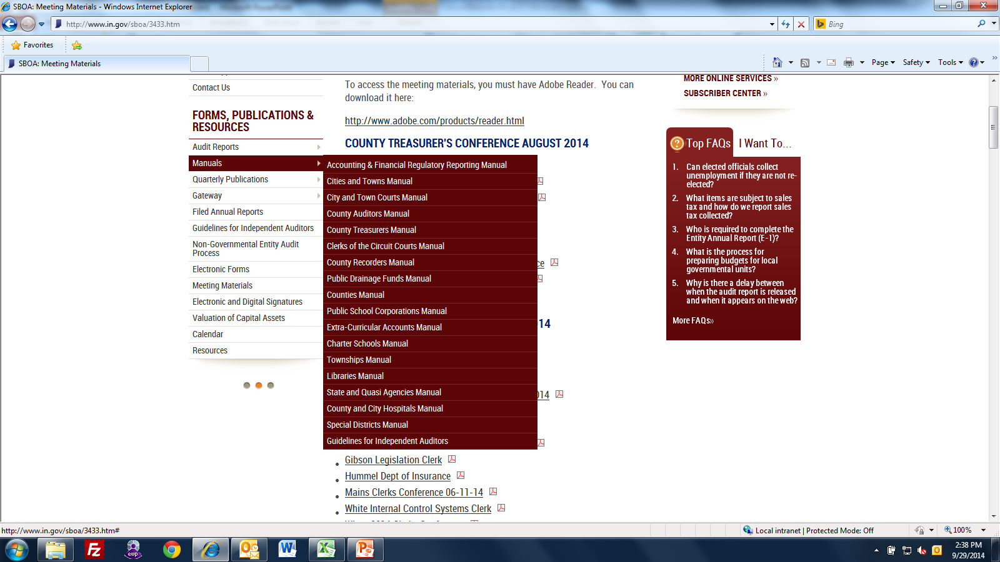 SBOA: Meeting Materials - Windows Internet Explorer
http://www.in.gov/sboa/3433.htm
Bing
Favorites
SBOA: Meeting Materials
Page
Safety
Tools
Contact Us
FORMS, PUBLICATIONS &
RESOURCES
Audit Reports
Manuals
Quarterly Publications
Gateway
Filed Annual Reports
Guidelines for Independent Auditors
Non-Governmental Entity Audit
Process
Electronic Forms
Meeting Materials
Electronic and Digital Signatures
Valuation of Capital Assets
Calendar
Resources
To access the meeting materials, you must have Adobe Reader. You can
download it here:
http://www.adobe.com/products/reader.html
COUNTY TREASURER'S CONFERENCE AUGUST 2014
Accounting & Financial Regulatory Reporting Manual
Cities and Towns Manual
City and Town Courts Manual
County Auditors Manual
County Treasurers Manual
Clerks of the Circuit Courts Manual
County Recorders Manual
ce
Public Drainage Funds Manual
Counties Manual
Public School Corporations Manual
Extra-Curricular Accounts Manual
14
Charter Schools Manual
Townships Manual
Libraries Manual
State and Quasi Agencies Manual
014
County and City Hospitals Manual
Special Districts Manual
Guidelines for Independent Auditors
Gibson Legislation Clerk
Hummel Dept of Insurance
Mains Clerks Conference 06-11-14
White Internal Control Systems Clerk
MORE ONLINE SERVICES »
SUBSCRIBER CENTER »
Top FAQs
I Want To...
1. Can elected officials collect
unemployment if they are not re-
elected?
2. What items are subject to sales
tax and how do we report sales
tax collected?
3. Who is required to complete the
Entity Annual Report (E-1)?
4. What is the process for
preparing budgets for local
governmental units?
5. Why is there a delay between
when the audit report is released
and when it appears on the web?
More FAQs»
http://www.in.gov/sboa/3433.htm#
Local intranet | Protected Mode: Off
100%
ewp
2:38 PM
9/29/2014